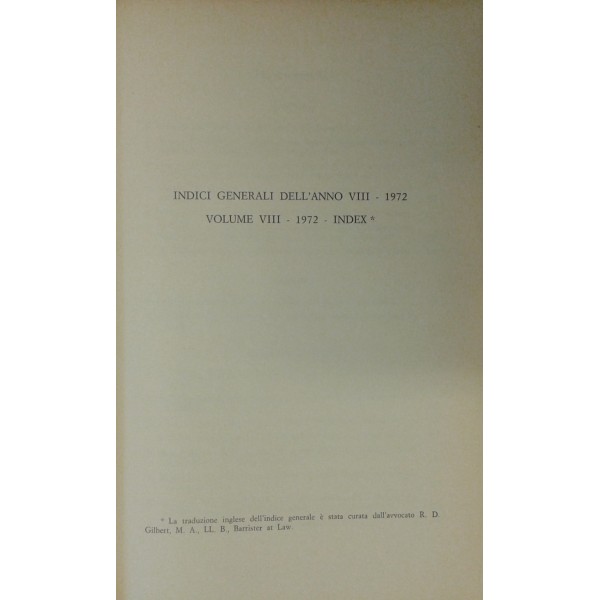 INDICI GENERALI DELL'ANNO VIII - 1972
VOLUME VIII - 1972 - INDEX *
* La traduzione inglese dell'indice generale è stata curata dall'avvocato R. D.
Gilbert, M. A., LL. B., Barrister at Law.